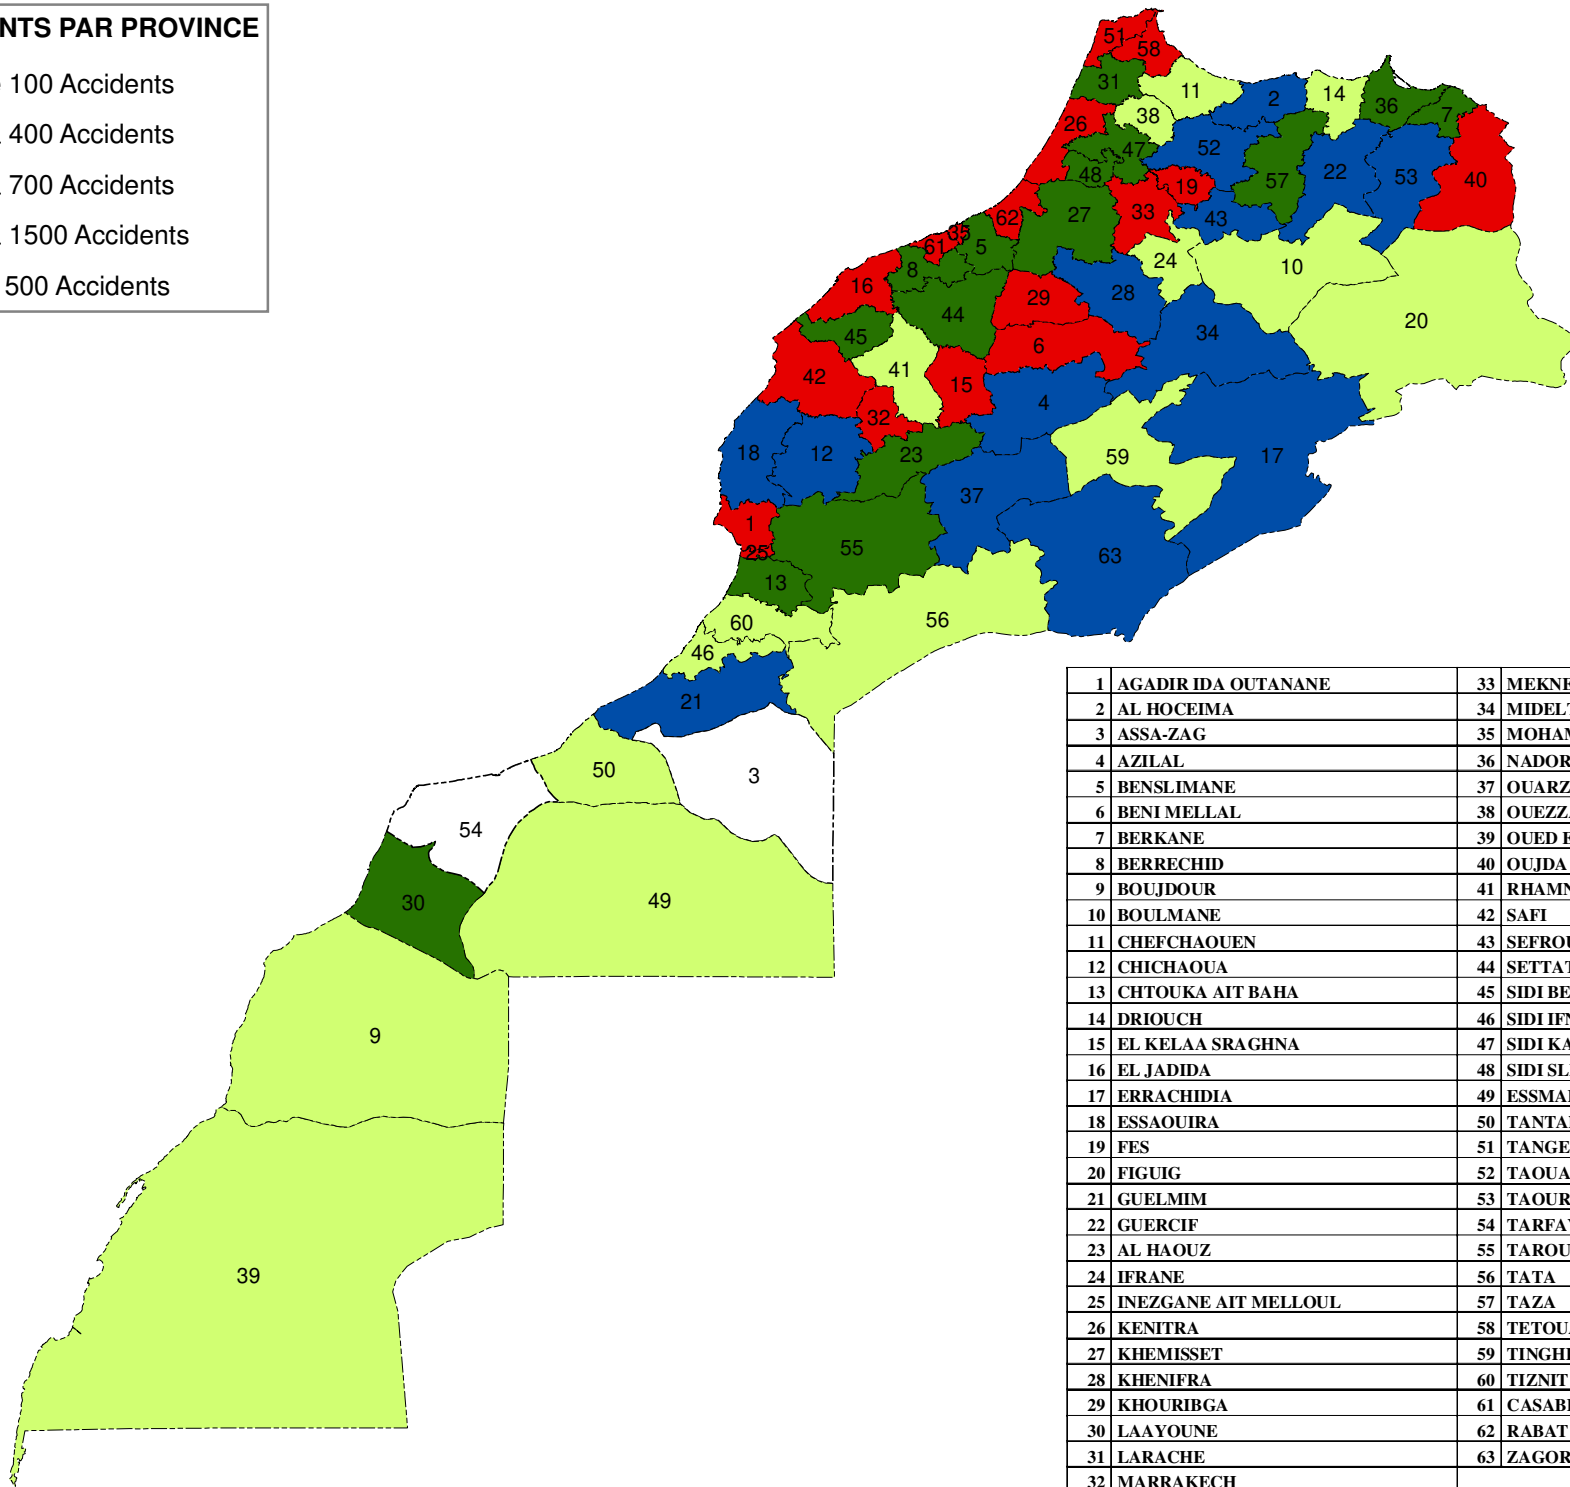 NTS PAR PROVINCE
100 Accidents
400 Accidents
700 Accidents
1500 Accidents
500 Accidents
51
58
31
11
2
14
36
7
26
38
47
52
48
57
22
53
40
19
62
27
33
43
35
61
5
24
10
8
16
28
29
44
20
45
34
6
41
42
15
32
4
18
12
23
59
17
37
1
25
55
63
13
60
56
46
21
50
3
54
30
49
9
39
1 AGADIR IDA OUTANANE 33 MEKNE
2 AL HOCEIMA 34 MIDELT
3 ASSA-ZAG 35 MOHAM
4 AZILAL 36 NADOR
5 BENSLIMANE 37 OUARZ
6 BENI MELLAL 38 OUEZZ
7 BERKANE 39 OUED E
8 BERRECHID 40 OUJDA
9 BOUJDOUR 41 RHAMN
10 BOULMANE 42 SAFI
11 CHEFCHAOUEN 43 SEFROU
12 CHICHAOUA 44 SETTAT
13 CHTOUKA AIT BAHA 45 SIDI BE
14 DRIOUCH 46 SIDI IFN
15 EL KELAA SRAGHNA 47 SIDI KA
16 EL JADIDA 48 SIDI SL
17 ERRACHIDIA 49 ESSMA
18 ESSAOUIRA 50 TANTA
19 FES 51 TANGE
20 FIGUIG 52 TAOUA
21 GUELMIM 53 TAOUR
22 GUERCIF 54 TARFA
23 AL HAOUZ 55 TAROU
24 IFRANE 56 TATA
25 INEZGANE AIT MELLOUL 57 TAZA
26 KENITRA 58 TETOU
27 KHEMISSET 59 TINGH
28 KHENIFRA 60 TIZNIT
29 KHOURIBGA 61 CASAB
30 LAAYOUNE 62 RABAT
31 LARACHE 63 ZAGOR
32 MARRAKECH